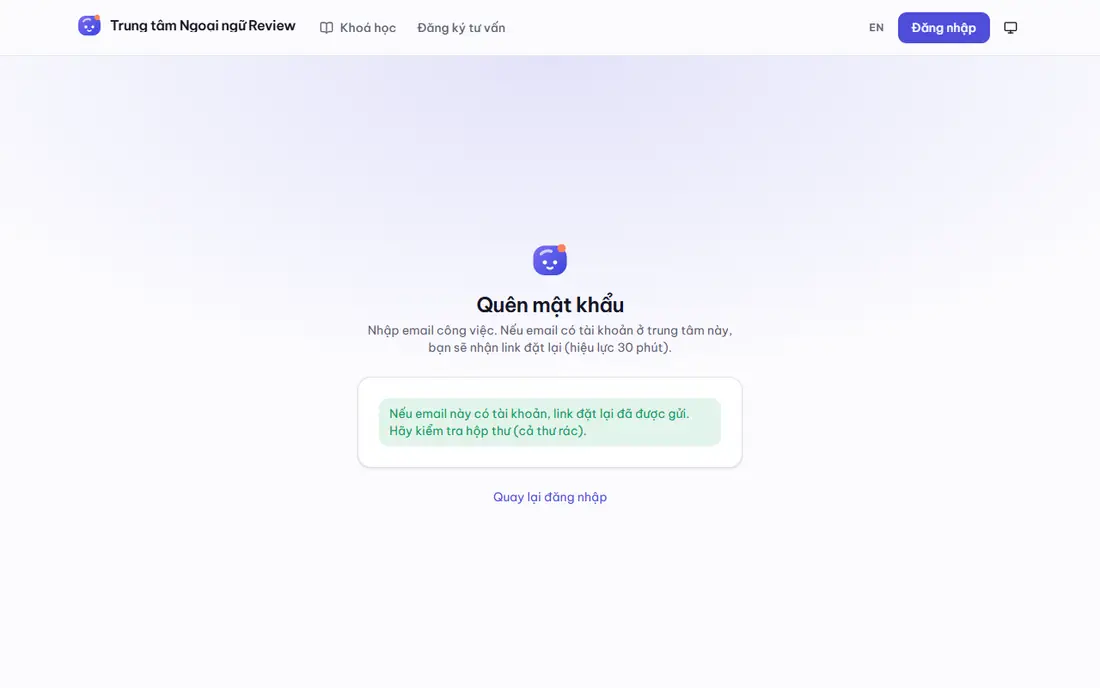 Trung tâm Ngoại ngữ Review
Khoá học
Đăng ký tư vấn
EN
Đăng nhập
Quên mật khẩu
Nhập email công việc. Nếu email có tài khoản ở trung tâm này,
bạn sẽ nhận link đặt lại (hiệu lực 30 phút).
Nếu email này có tài khoản, link đặt lại đã được gửi.
Hãy kiểm tra hộp thư (cả thư rác).
Quay lại đăng nhập